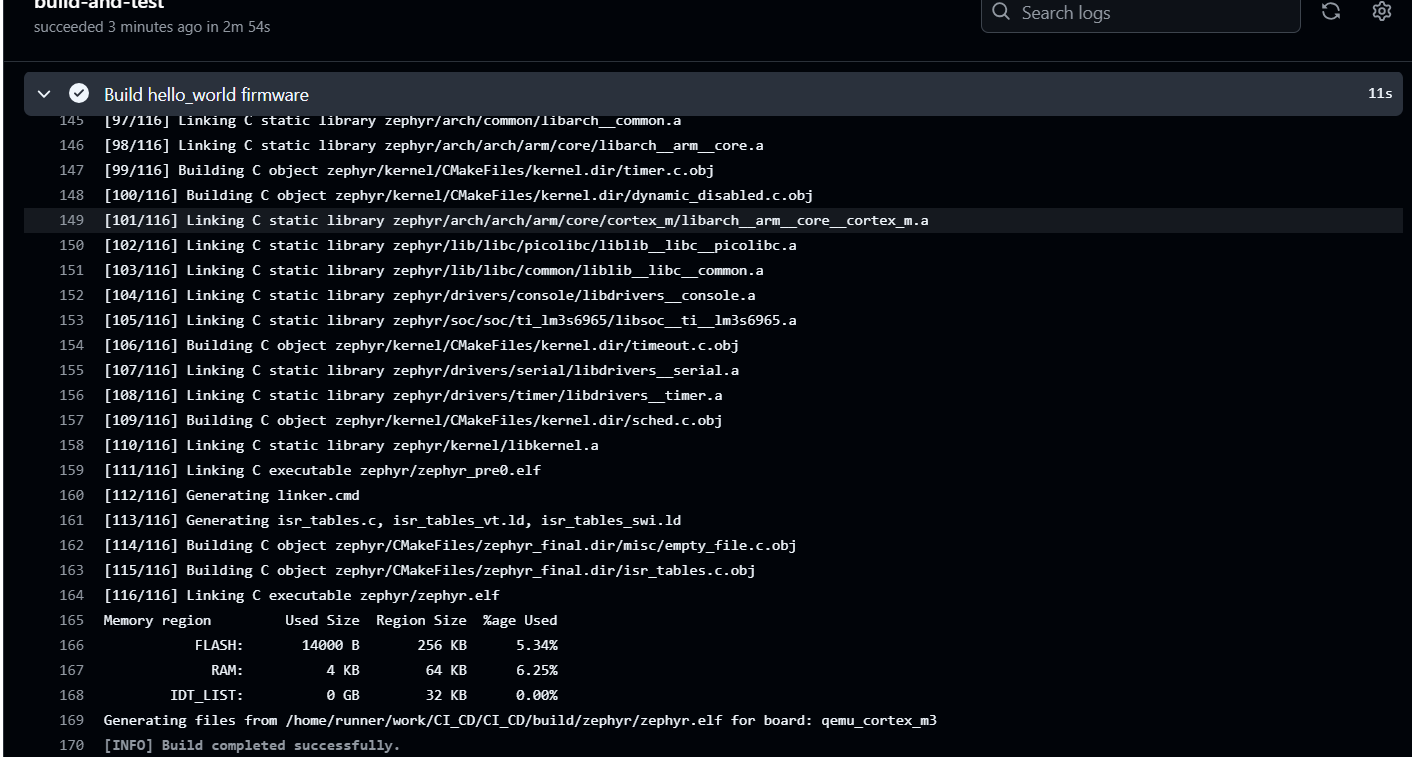 build-and-test
succeeded 3 minutes ago in 2m 54s
Search logs
Build hello_world firmware 11s
145 [97/116] Linking C static library zephyr/arch/common/libarch__common.a
146 [98/116] Linking C static library zephyr/arch/arch/arm/core/libarch__arm__core.a
147 [99/116] Building C object zephyr/kernel/CMakeFiles/kernel.dir/timer.c.obj
148 [100/116] Building C object zephyr/kernel/CMakeFiles/kernel.dir/dynamic_disabled.c.obj
149 [101/116] Linking C static library zephyr/arch/arch/arm/core/cortex_m/libarch__arm__core__cortex_m.a
150 [102/116] Linking C static library zephyr/lib/libc/picolibc/liblib__libc__picolibc.a
151 [103/116] Linking C static library zephyr/lib/libc/common/liblib__libc__common.a
152 [104/116] Linking C static library zephyr/drivers/console/libdrivers__console.a
153 [105/116] Linking C static library zephyr/soc/soc/ti_lm3s6965/libsoc__ti__lm3s6965.a
154 [106/116] Building C object zephyr/kernel/CMakeFiles/kernel.dir/timeout.c.obj
155 [107/116] Linking C static library zephyr/drivers/serial/libdrivers__serial.a
156 [108/116] Linking C static library zephyr/drivers/timer/libdrivers__timer.a
157 [109/116] Building C object zephyr/kernel/CMakeFiles/kernel.dir/sched.c.obj
158 [110/116] Linking C static library zephyr/kernel/libkernel.a
159 [111/116] Linking C executable zephyr/zephyr_pre0.elf
160 [112/116] Generating linker.cmd
161 [113/116] Generating isr_tables.c, isr_tables_vt.ld, isr_tables_swi.ld
162 [114/116] Building C object zephyr/CMakeFiles/zephyr_final.dir/misc/empty_file.c.obj
163 [115/116] Building C object zephyr/CMakeFiles/zephyr_final.dir/isr_tables.c.obj
164 [116/116] Linking C executable zephyr/zephyr.elf
165 Memory region Used Size Region Size %age Used
166 FLASH: 14000 B 256 KB 5.34%
167 RAM: 4 KB 64 KB 6.25%
168 IDT_LIST: 0 GB 32 KB 0.00%
169 Generating files from /home/runner/work/CI_CD/CI_CD/build/zephyr/zephyr.elf for board: qemu_cortex_m3
170 [INFO] Build completed successfully.